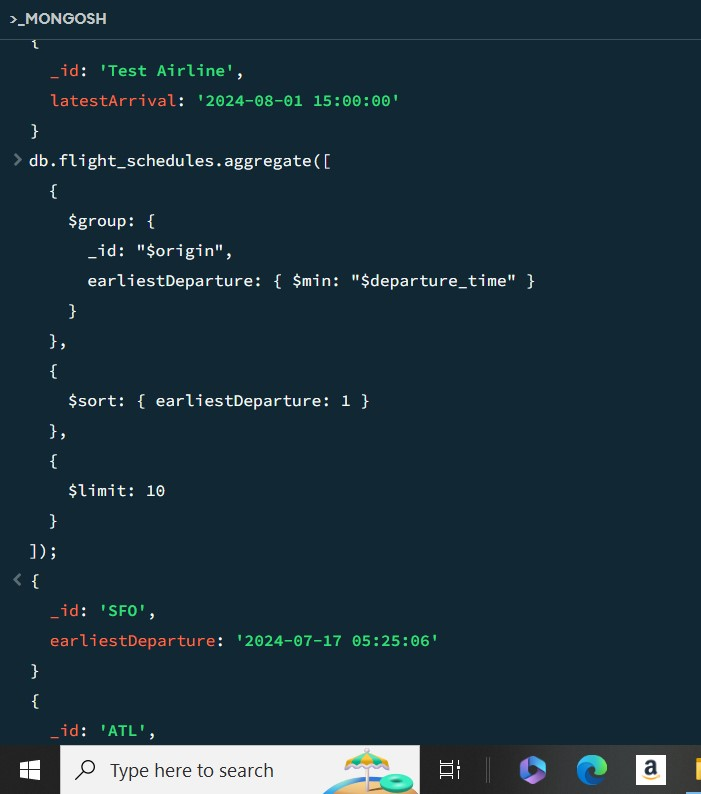 >_MONGOSH
{
_id: 'Test Airline',
latestArrival: '2024-08-01 15:00:00'
}
> db.flight_schedules.aggregate([
{
$group: {
_id: "$origin",
earliestDeparture: { $min: "$departure_time" }
}
},
{
$sort: { earliestDeparture: 1 }
},
{
$limit: 10
}
]);
< {
_id: 'SFO',
earliestDeparture: '2024-07-17 05:25:06'
}
{
_id: 'ATL',
Type here to search
a